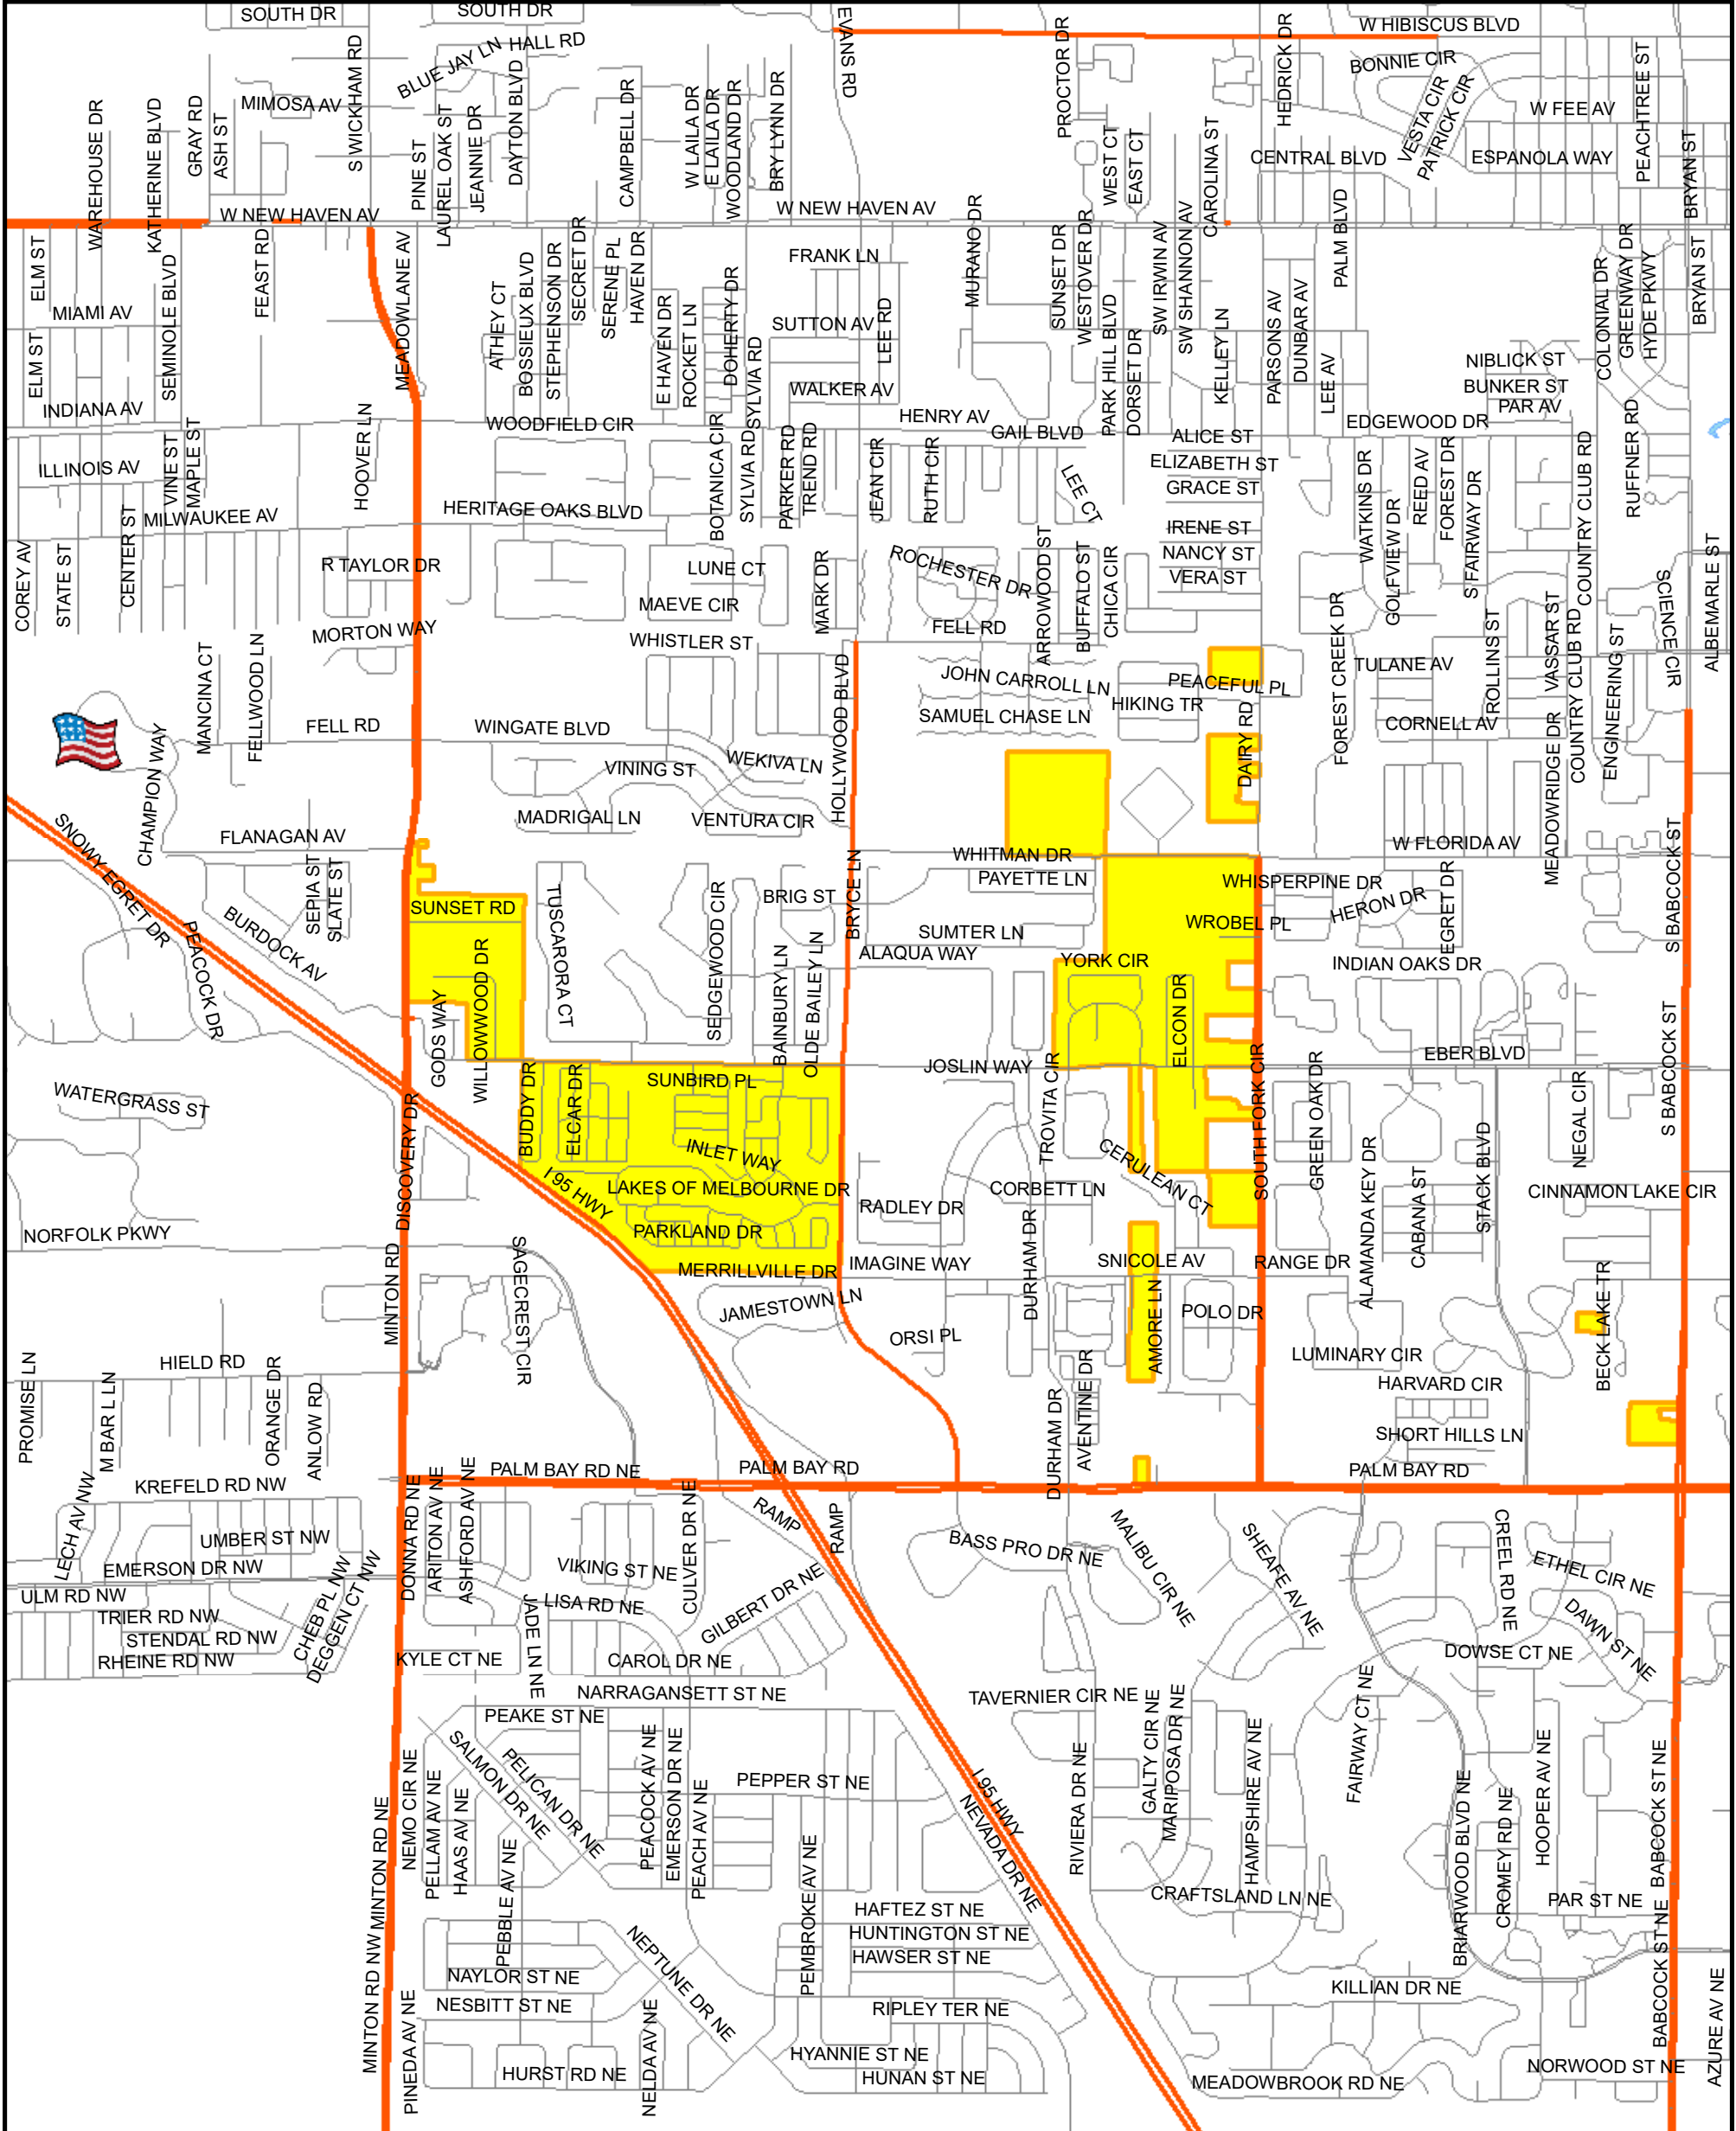 SOUTH DR
SOUTH DR
EVANS RD
W HIBISCUS BLVD
HALL RD
BLUE JAY LN
PROCTOR DR
HEDRICK DR
BONNIE CIR
PEACHTREE ST
S WICKHAM RD
MIMOSA AV
DAYTON BLVD
CAMPBELL DR
W LAILA DR
E LAILA DR
WOODLAND DR
BRY LYNN DR
VESTA CIR
PATRICK CIR
W FEE AV
WAREHOUSE DR
KATHERINE BLVD
GRAY RD
ASH ST
PINE ST
LAUREL OAK ST
JEANNIE DR
WEST CT
EAST CT
CAROLINA ST
CENTRAL BLVD
ESPANOLA WAY
BRYAN ST
W NEW HAVEN AV
W NEW HAVEN AV
MURANO DR
PALM BLVD
ELM ST
SEMINOLE BLVD
FEAST RD
MEADOWLANE AV
ATHEY CT
BOSSIEUX BLVD
STEPHENSON DR
SECRET DR
SERENE PL
HAVEN DR
E HAVEN DR
ROCKET LN
DOHERTY DR
FRANK LN
SUNSET DR
WESTOVER DR
PARK HILL BLVD
DORSET DR
SW IRWIN AV
SW SHANNON AV
KELLEY LN
PARSONS AV
DUNBAR AV
LEE AV
COLONIAL DR
GREENWAY DR
HYDE PKWY
BRYAN ST
MIAMI AV
SUTTON AV
LEE RD
ELM ST
SYLVIA RD
WALKER AV
NIBLICK ST
BUNKER ST
PAR AV
INDIANA AV
WOODFIELD CIR
HENRY AV
GAIL BLVD
EDGEWOOD DR
ALICE ST
ELIZABETH ST
GRACE ST
IRENE ST
NANCY ST
VERA ST
ILLINOIS AV
VINE ST
MAPLE ST
HOOVER LN
BOTANICA CIR
SYLVIA RD
PARKER RD
TREND RD
JEAN CIR
RUTH CIR
LEE CT
WATKINS DR
GOLFVIEW DR
REED AV
FOREST DR
S FAIRWAY DR
COUNTRY CLUB RD
RUFFNER RD
MILWAUKEE AV
HERITAGE OAKS BLVD
COREY AV
STATE ST
CENTER ST
R TAYLOR DR
LUNE CT
MAEVE CIR
MARK DR
ROCHESTER DR
ARROWOOD ST
BUFFALO ST
CHICA CIR
SCIENCE CIR
ALBEMARLE ST
MORTON WAY
WHISTLER ST
FELL RD
FOREST CREEK DR
ROLLINS ST
VASSAR ST
COUNTRY CLUB RD
ENGINEERING ST
MANCINA CT
FELLWOOD LN
HOLLYWOOD BLVD
JOHN CARROLL LN
PEACEFUL PL
TULANE AV
HIKING TR
SAMUEL CHASE LN
CORNELL AV
CHAMPION WAY
FELL RD
WINGATE BLVD
WEKIVA LN
VINING ST
DAIRY RD
MEADOWRIDGE DR
MADRIGAL LN
VENTURA CIR
SNOWY EGRET DR
FLANAGAN AV
WHITMAN DR
W FLORIDA AV
S BABCOCK ST
PAYETTE LN
WHISPERPINE DR
SEPIA ST
SLATE ST
SUNSET RD
TUSCARORA CT
SEDGEWOOD CIR
BRIG ST
BRYCE LN
HERON DR
EGRET DR
BURDOCK AV
PEACOCK DR
SUMTER LN
WROBEL PL
ALAQUA WAY
YORK CIR
INDIAN OAKS DR
GODS WAY
WILLOWWOOD DR
BAINBURY LN
OLDE BAILEY LN
ELCON DR
S BABCOCK ST
JOSLIN WAY
EBER BLVD
WATERGRASS ST
DISCOVERY DR
BUDDY DR
ELCAR DR
SUNBIRD PL
TROVITA CIR
SOUTH FORK CIR
GREEN OAK DR
NEGAL CIR
INLET WAY
CERULEAN CT
ALAMANDA KEY DR
CABANA ST
STACK BLVD
I 95 HWY
LAKES OF MELBOURNE DR
CORBETT LN
CINNAMON LAKE CIR
RADLEY DR
NORFOLK PKWY
PARKLAND DR
MERRILLVILLE DR
IMAGINE WAY
DURHAM DR
SNICOLE AV
RANGE DR
MINTON RD
SAGECREST CIR
JAMESTOWN LN
AMORE LN
POLO DR
BECK LAKE TR
ORSI PL
LUMINARY CIR
PROMISE LN
HIELD RD
M BAR LN
ORANGE DR
ANLOW RD
DURHAM DR
AVENTINE DR
HARVARD CIR
SHORT HILLS LN
KREFELD RD NW
PALM BAY RD NE
PALM BAY RD
PALM BAY RD
LECH AV NW
DONNA RD NE
ARITON AV NE
ASHFORD AV NE
CULVER DR NE
RAMP
RAMP
UMBER ST NW
EMERSON DR NW
CHEB PL NW
DEGGEN CT NW
VIKING ST NE
BASS PRO DR NE
MALIBU CIR NE
SHEAFE AV NE
CREEL RD NE
ETHEL CIR NE
ULM RD NW
TRIER RD NW
STENDAL RD NW
RHEINE RD NW
JADE LN NE
LISA RD NE
GILBERT DR NE
DAWN ST NE
KYLE CT NE
CAROL DR NE
DOWSE CT NE
NARRAGANSETT ST NE
TAVERNIER CIR NE
FAIRWAY CT NE
PEAKE ST NE
SALMON DR NE
PELICAN DR NE
PEACOCK AV NE
EMERSON DR NE
PEACH AV NE
PEPPER ST NE
I 95 HWY
NEVADA DR NE
RIVIERA DR NE
GALTY CIR NE
MARIPOSA DR NE
HAMPSHIRE AV NE
BRIARWOOD BLVD NE
CROMEY RD NE
HOOPER AV NE
BABCOCK ST NE
MINTON RD NW
MINTON RD NE
NEMO CIR NE
PELLAM AV NE
HAAS AV NE
PEBBLE AV NE
PEMBROKE AV NE
CRAFTSLAND LN NE
PAR ST NE
HAFTEZ ST NE
HUNTINGTON ST NE
HAWSER ST NE
NEPTUNE DR NE
NAYLOR ST NE
NESBITT ST NE
RIPLEY TER NE
KILLIAN DR NE
BABCOCK ST NE
AZURE AV NE
PINEDA AV NE
HURST RD NE
NELDA AV NE
HYANNIE ST NE
HUNAN ST NE
MEADOWBROOK RD NE
NORWOOD ST NE